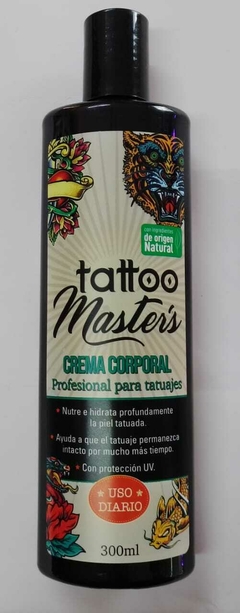 con ingredientes
de origen
Natural
tattoo
Master's
CREMA CORPORAL
Profesional para tatuajes
• Nutre e hidrata profundamente
la piel tatuada.
• Ayuda a que el tatuaje permanezca
intacto por mucho más tiempo.
• Con protección UV.
★ USO ★
DIARIO
300ml